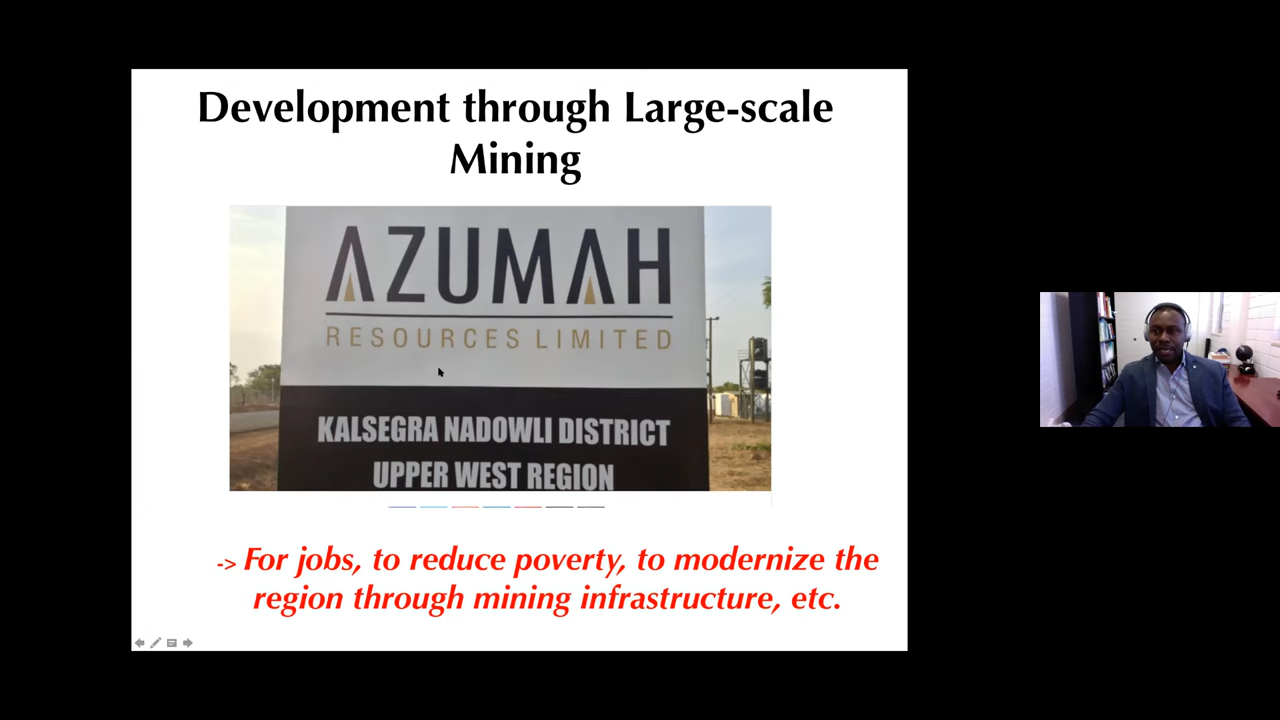 Development through Large-scale
Mining
AZUMAH
RESOURCES LIMITED
KALSEGRA NADOWLI DISTRICT
UPPER WEST REGION
-> For jobs, to reduce poverty, to modernize the
region through mining infrastructure, etc.